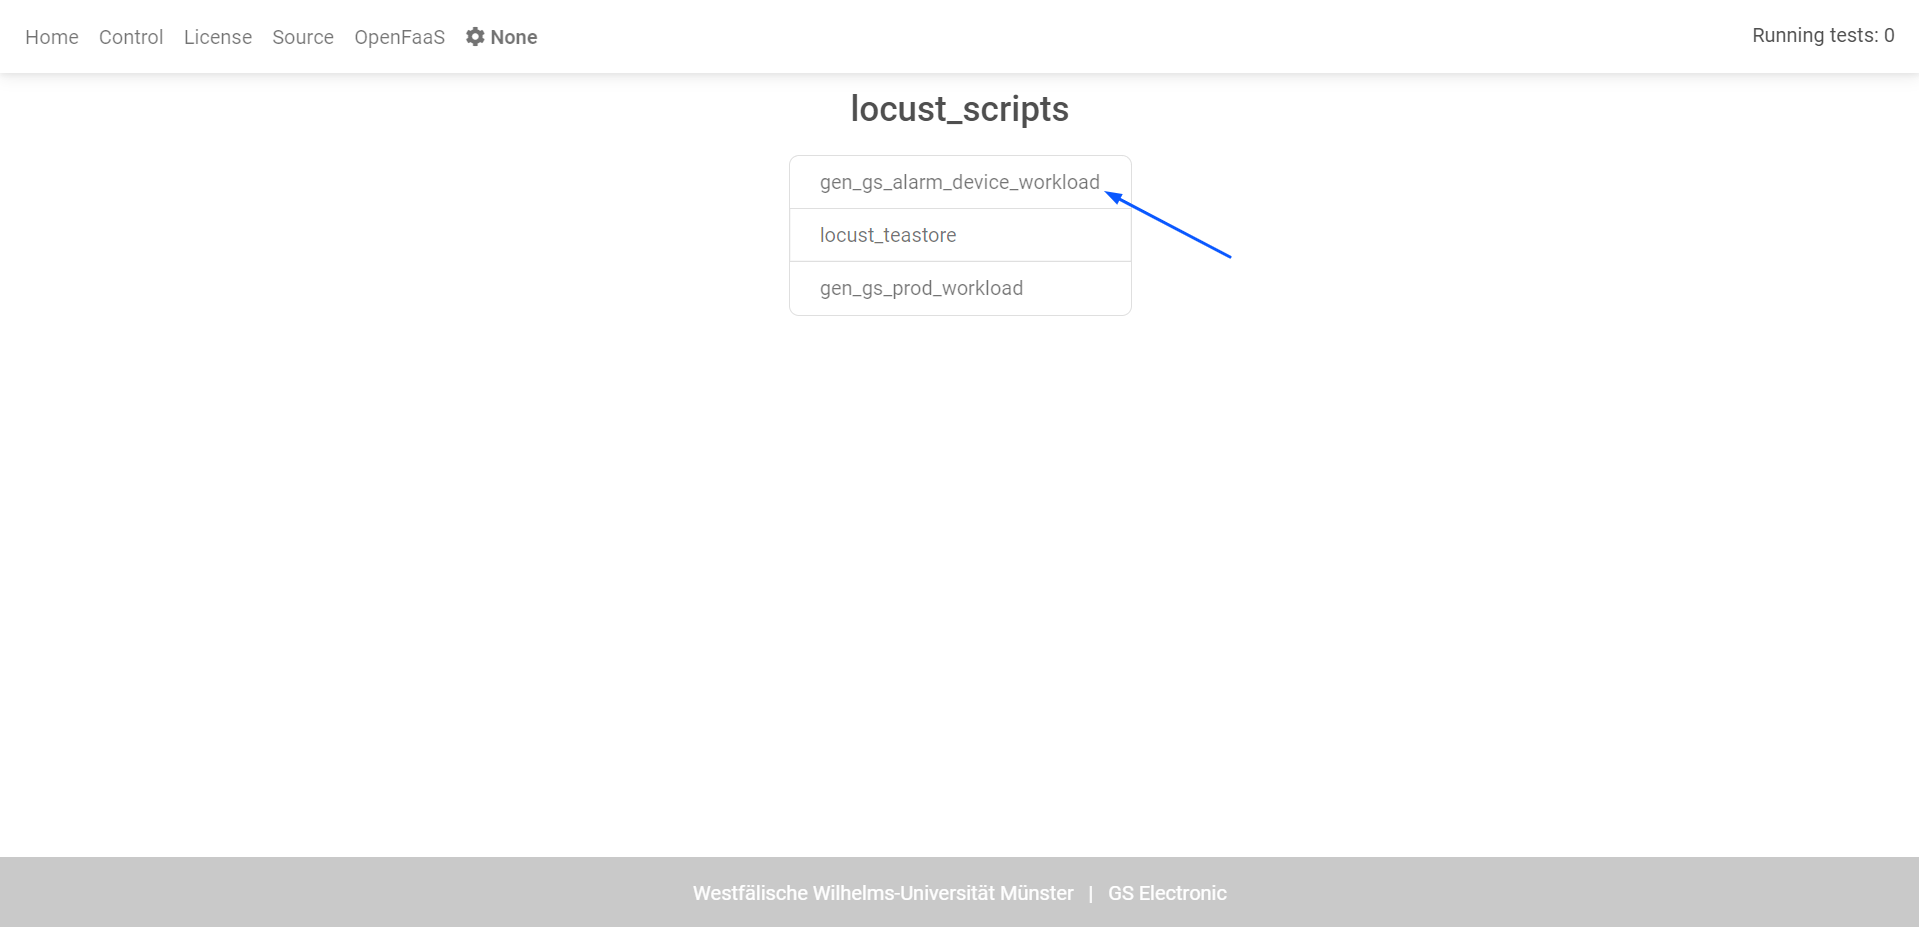 Home Control License Source OpenFaaS None Running tests: 0
locust_scripts
gen_gs_alarm_device_workload
locust_teastore
gen_gs_prod_workload
Westfälische Wilhelms-Universität Münster | GS Electronic